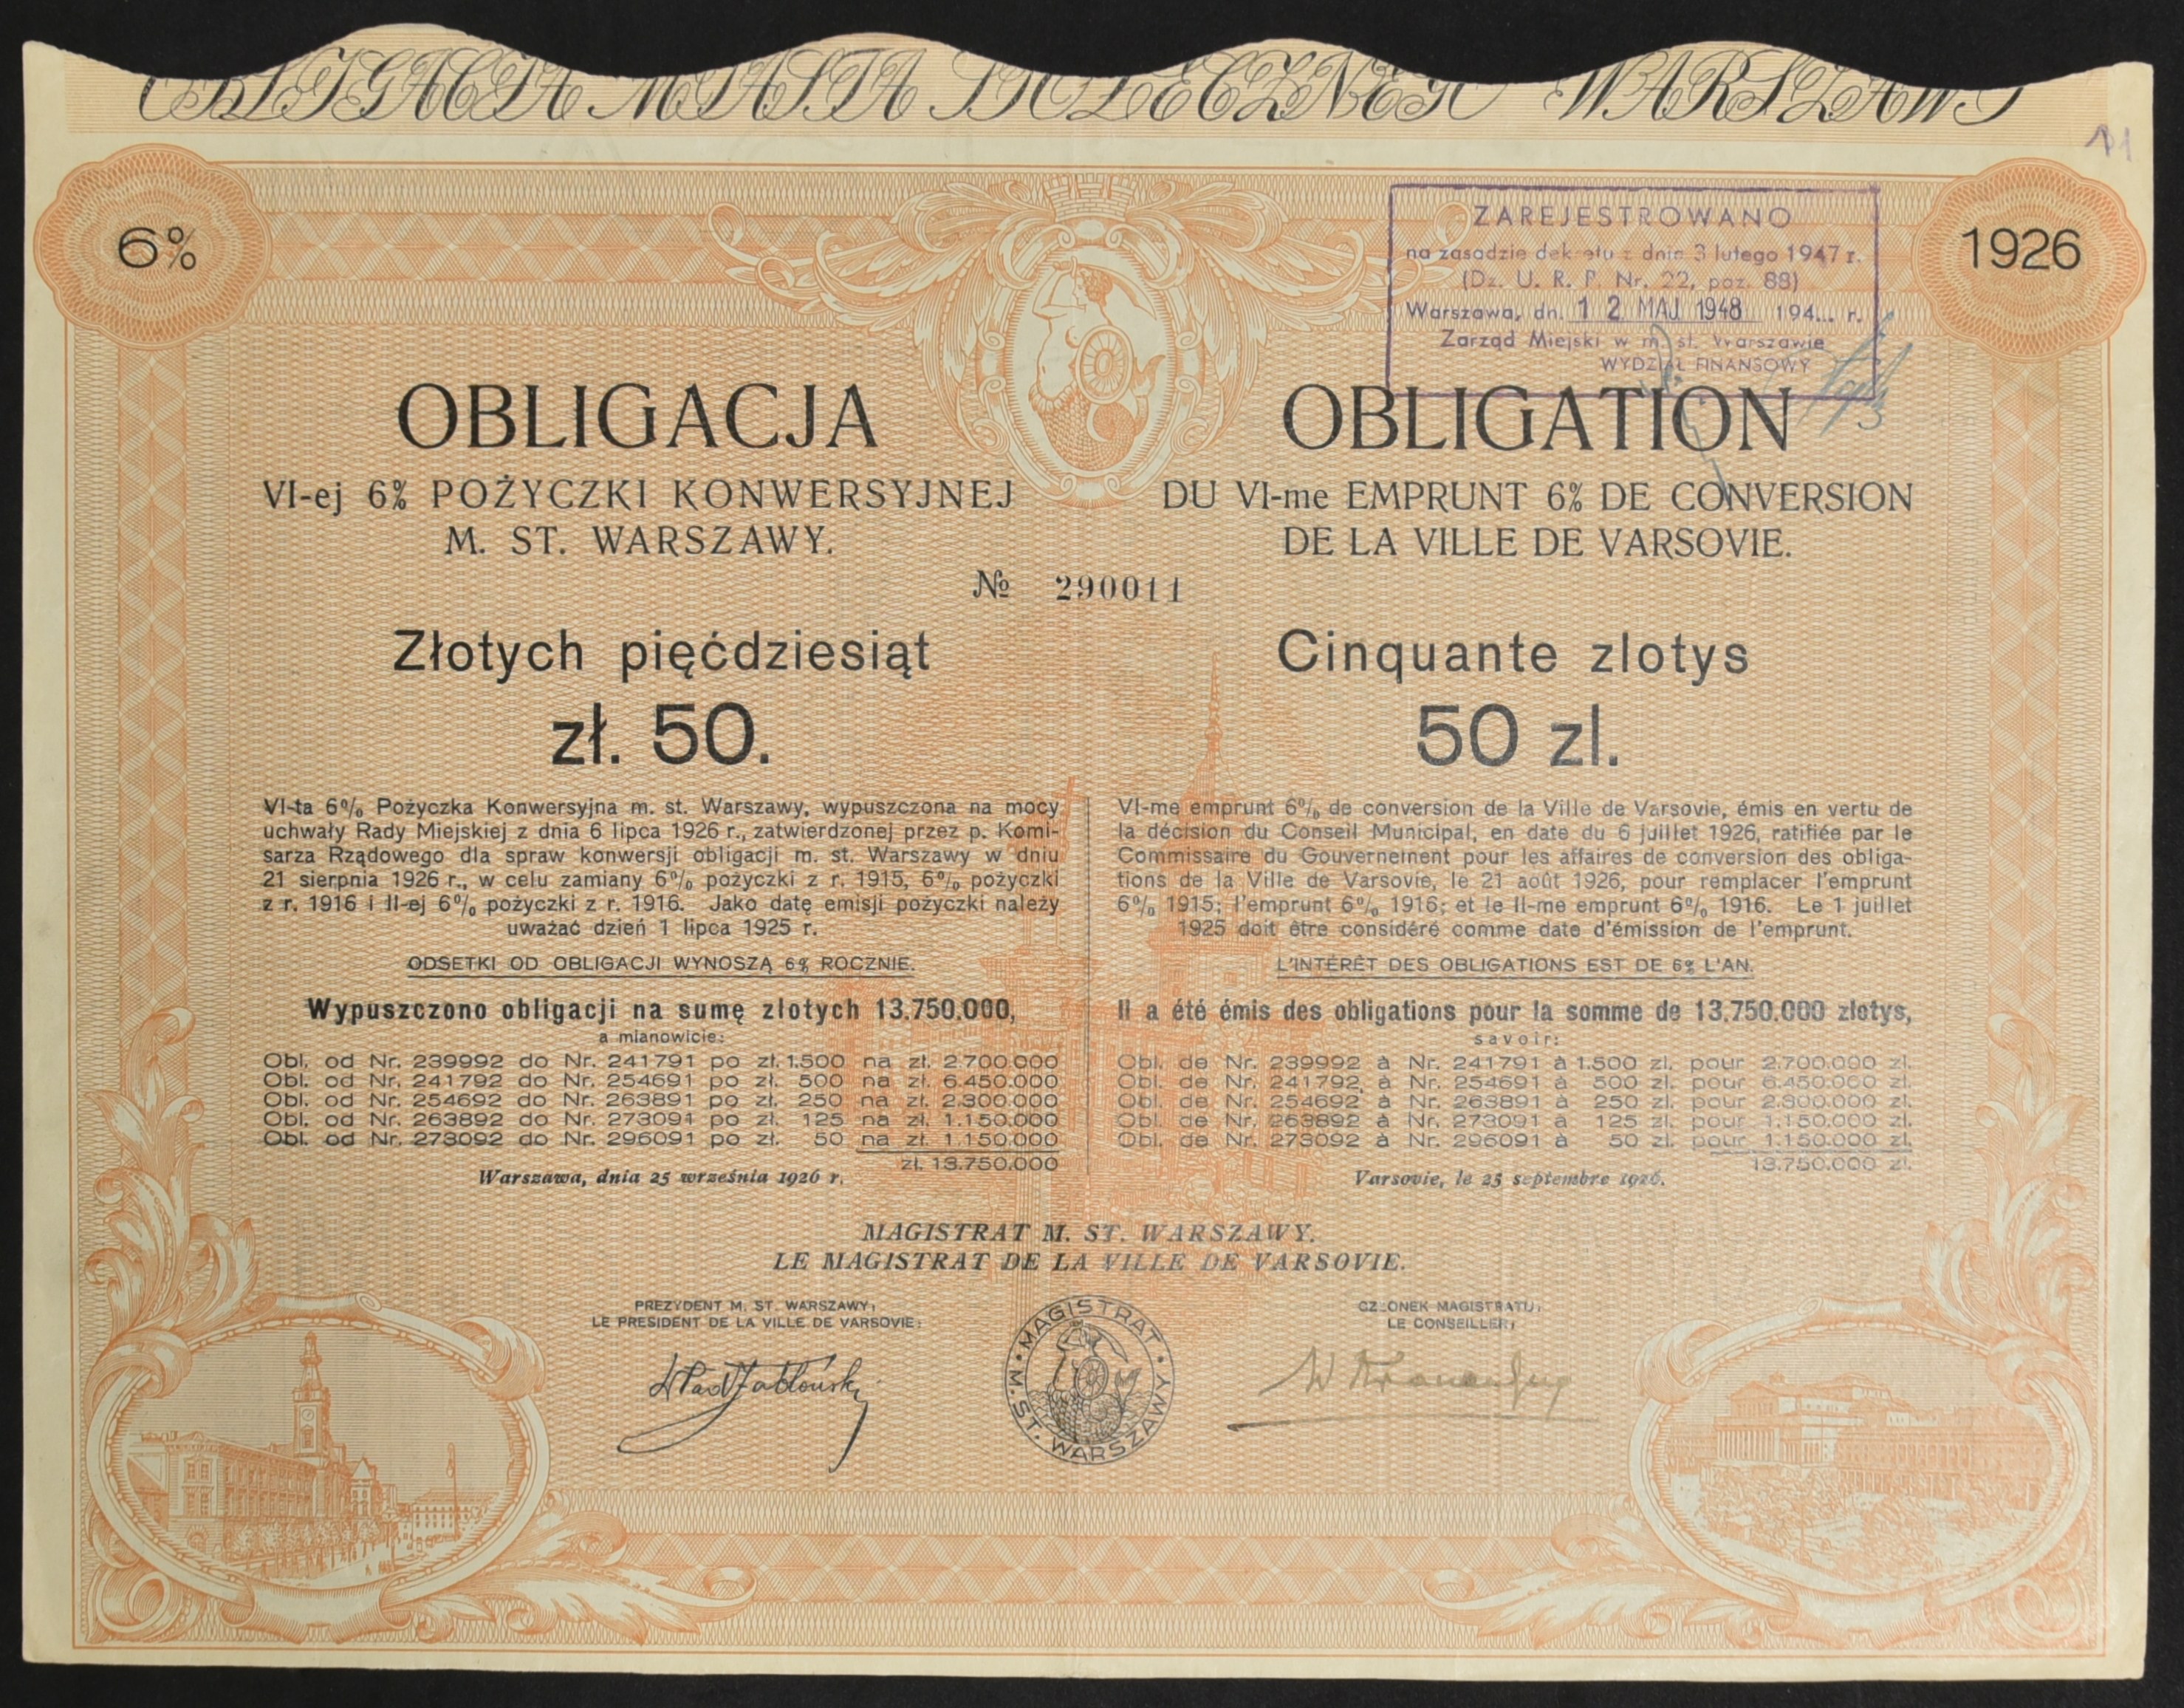 OBLIGACJA MIASTA STOŁECZNEGO WARSZAWY
11
6%
1926
ZAREJESTROWANO
na zasadzie dekretu z dnia 3 lutego 1947 r.
(Dz. U. R. P. Nr. 22, poz. 88)
Warszawa, dn. 12 MAJ 1948 194... r.
Zarząd Miejski w m. st. Warszawie
WYDZIAŁ FINANSOWY
OBLIGACJA
VI-ej 6% POŻYCZKI KONWERSYJNEJ
M. ST. WARSZAWY.
OBLIGATION
DU VI-me EMPRUNT 6% DE CONVERSION
DE LA VILLE DE VARSOVIE.
№ 290011
Złotych pięćdziesiąt
zł. 50.
Cinquante zlotys
50 zl.
VI-ta 6% Pożyczka Konwersyjna m. st. Warszawy, wypuszczona na mocy
uchwały Rady Miejskiej z dnia 6 lipca 1926 r., zatwierdzonej przez p. Komi-
sarza Rządowego dla spraw konwersji obligacji m. st. Warszawy w dniu
21 sierpnia 1926 r., w celu zamiany 6% pożyczki z r. 1915, 6% pożyczki
z r. 1916 i II-ej 6% pożyczki z r. 1916. Jako datę emisji pożyczki należy
uważać dzień 1 lipca 1925 r.
ODSETKI OD OBLIGACJI WYNOSZĄ 6% ROCZNIE.
Wypuszczono obligacji na sumę złotych 13.750.000,
a mianowicie:
Obl. od Nr. 239992 do Nr. 241791 po zł. 1.500 na zł. 2.700.000
Obl. od Nr. 241792 do Nr. 254691 po zł. 500 na zł. 6.450.000
Obl. od Nr. 254692 do Nr. 263891 po zł. 250 na zł. 2.300.000
Obl. od Nr. 263892 do Nr. 273091 po zł. 125 na zł. 1.150.000
Obl. od Nr. 273092 do Nr. 296091 po zł. 50 na zł. 1.150.000
zł. 13.750.000
Warszawa, dnia 25 września 1926 r.
VI-me emprunt 6% de conversion de la Ville de Varsovie, émis en vertu de
la décision du Conseil Municipal, en date du 6 juillet 1926, ratifiée par le
Commissaire du Gouvernement pour les affaires de conversion des obliga-
tions de la Ville de Varsovie, le 21 août 1926, pour remplacer l'emprunt
6% 1915; l'emprunt 6% 1916; et le II-me emprunt 6% 1916. Le 1 juillet
1925 doit être considéré comme date d'émission de l'emprunt.
L'INTÉRÊT DES OBLIGATIONS EST DE 6% L'AN.
Il a été émis des obligations pour la somme de 13.750.000 zlotys,
savoir:
Obl. de Nr. 239992 à Nr. 241791 à 1.500 zl. pour 2.700.000 zl.
Obl. de Nr. 241792 à Nr. 254691 à 500 zl. pour 6.450.000 zl.
Obl. de Nr. 254692 à Nr. 263891 à 250 zl. pour 2.300.000 zl.
Obl. de Nr. 263892 à Nr. 273091 à 125 zl. pour 1.150.000 zl.
Obl. de Nr. 273092 à Nr. 296091 à 50 zl. pour 1.150.000 zl.
13.750.000 zl.
Varsovie, le 25 septembre 1926.
MAGISTRAT M. ST. WARSZAWY.
LE MAGISTRAT DE LA VILLE DE VARSOVIE.
PREZYDENT M. ST. WARSZAWY:
LE PRESIDENT DE LA VILLE DE VARSOVIE:
CZŁONEK MAGISTRATU:
LE CONSEILLER:
MAGISTRAT M. ST. WARSZAWY